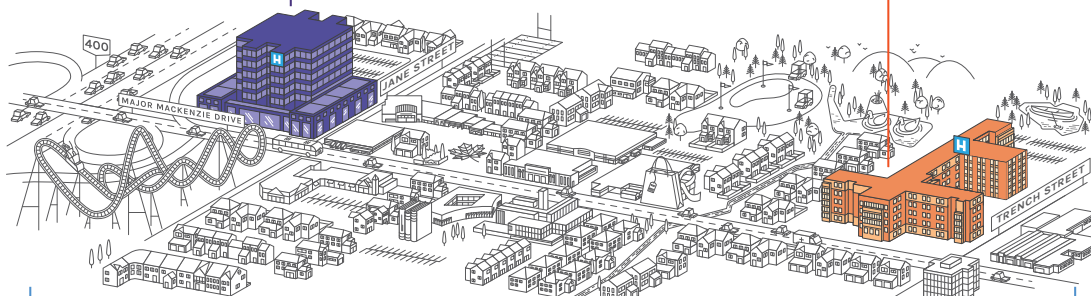 400
H
JANE STREET
MAJOR MACKENZIE DRIVE
H
TRENCH STREET